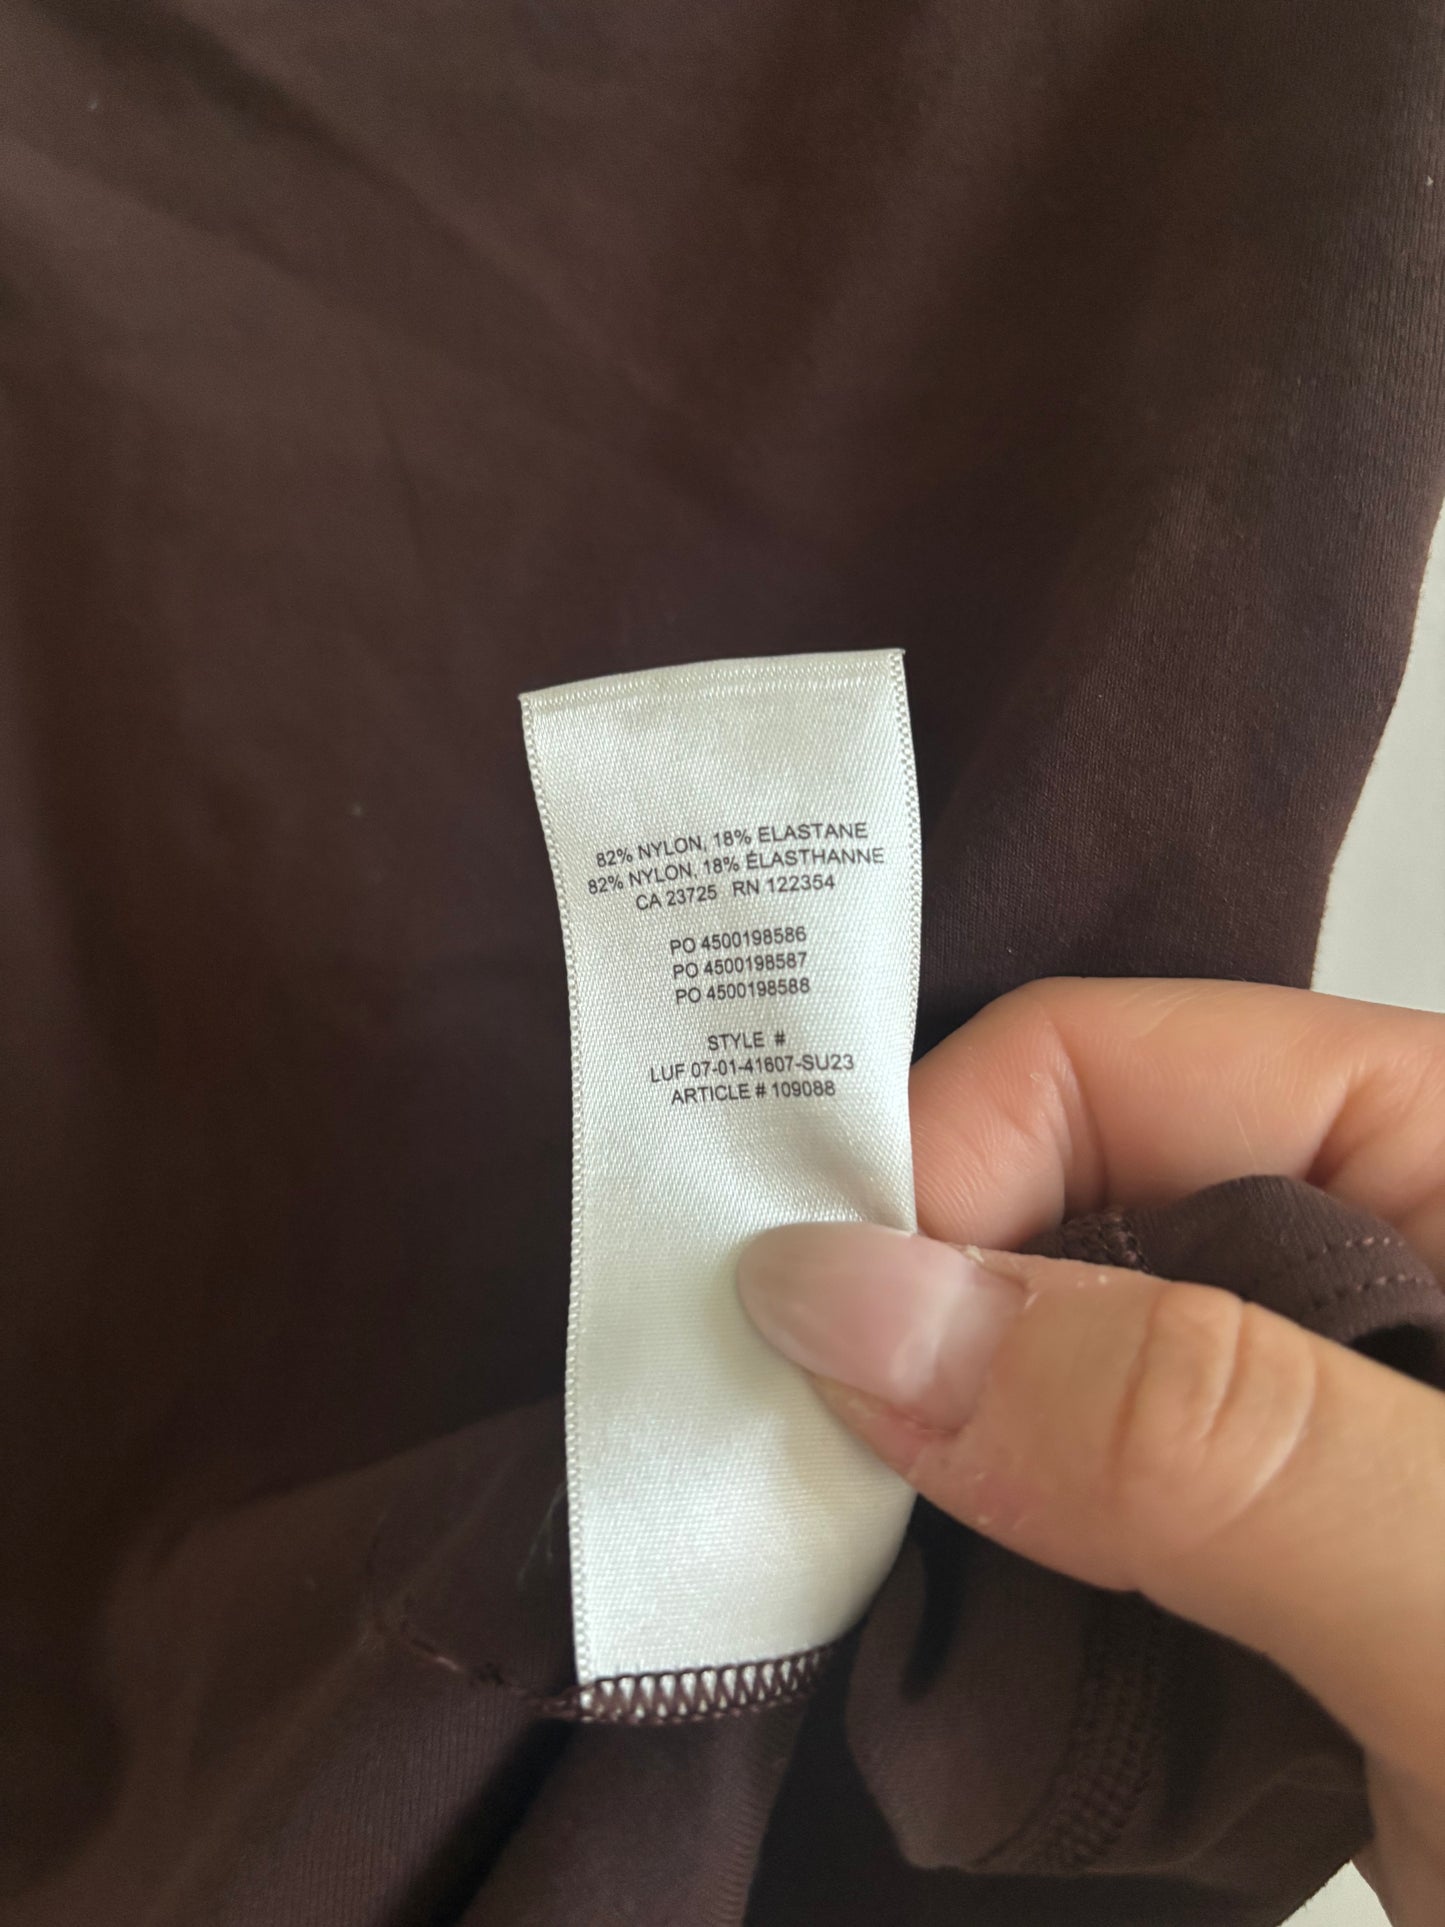 82% NYLON, 18% ELASTANE
82% NYLON, 18% ÉLASTHANNE
CA 23725 RN 122354
PO 4500198586
PO 4500198587
PO 4500198588
STYLE #
LUF 07-01-41607-SU23
ARTICLE # 109088